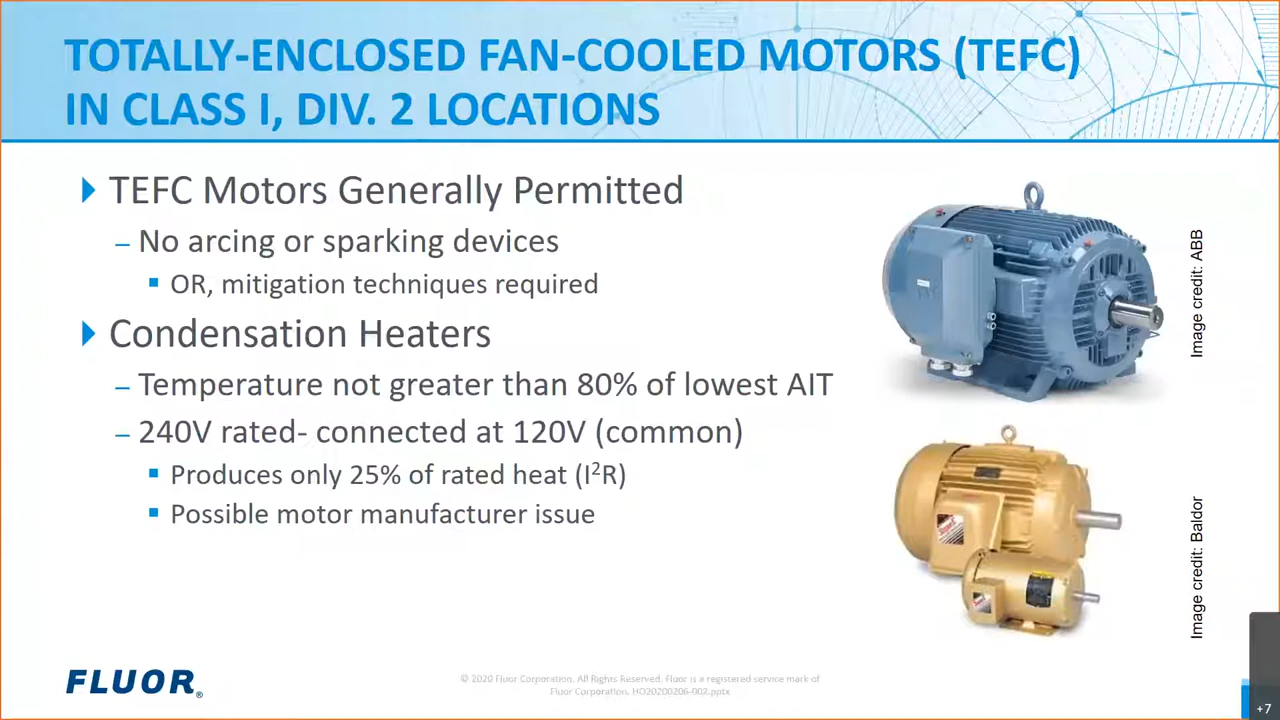 TOTALLY-ENCLOSED FAN-COOLED MOTORS (TEFC)
IN CLASS I, DIV. 2 LOCATIONS
TEFC Motors Generally Permitted
– No arcing or sparking devices
OR, mitigation techniques required
Condensation Heaters
– Temperature not greater than 80% of lowest AIT
– 240V rated- connected at 120V (common)
Produces only 25% of rated heat (I²R)
Possible motor manufacturer issue
Image credit: ABB
Image credit: Baldor
FLUOR®
© 2020 Fluor Corporation. All Rights Reserved. Fluor is a registered service mark of
Fluor Corporation. HO20200206-002.pptx
+7